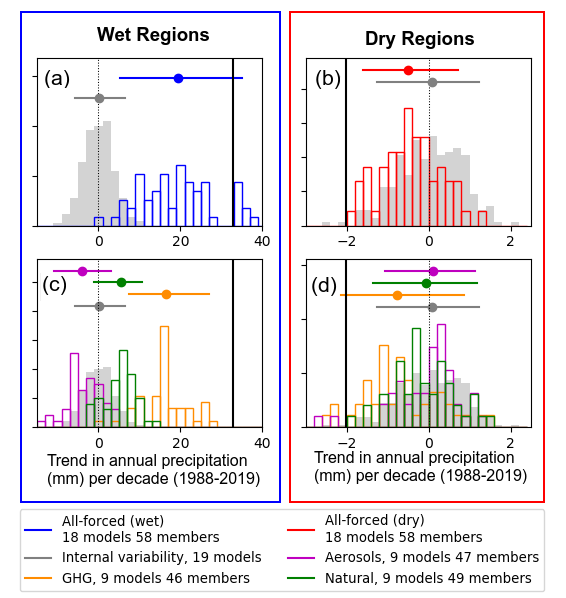 Wet Regions
Dry Regions
(a)
(b)
0
20
40
−2
0
2
(c)
(d)
0
20
40
−2
0
2
Trend in annual precipitation
(mm) per decade (1988-2019)
Trend in annual precipitation
(mm) per decade (1988-2019)
All-forced (wet)
18 models 58 members
Internal variability, 19 models
GHG, 9 models 46 members
All-forced (dry)
18 models 58 members
Aerosols, 9 models 47 members
Natural, 9 models 49 members